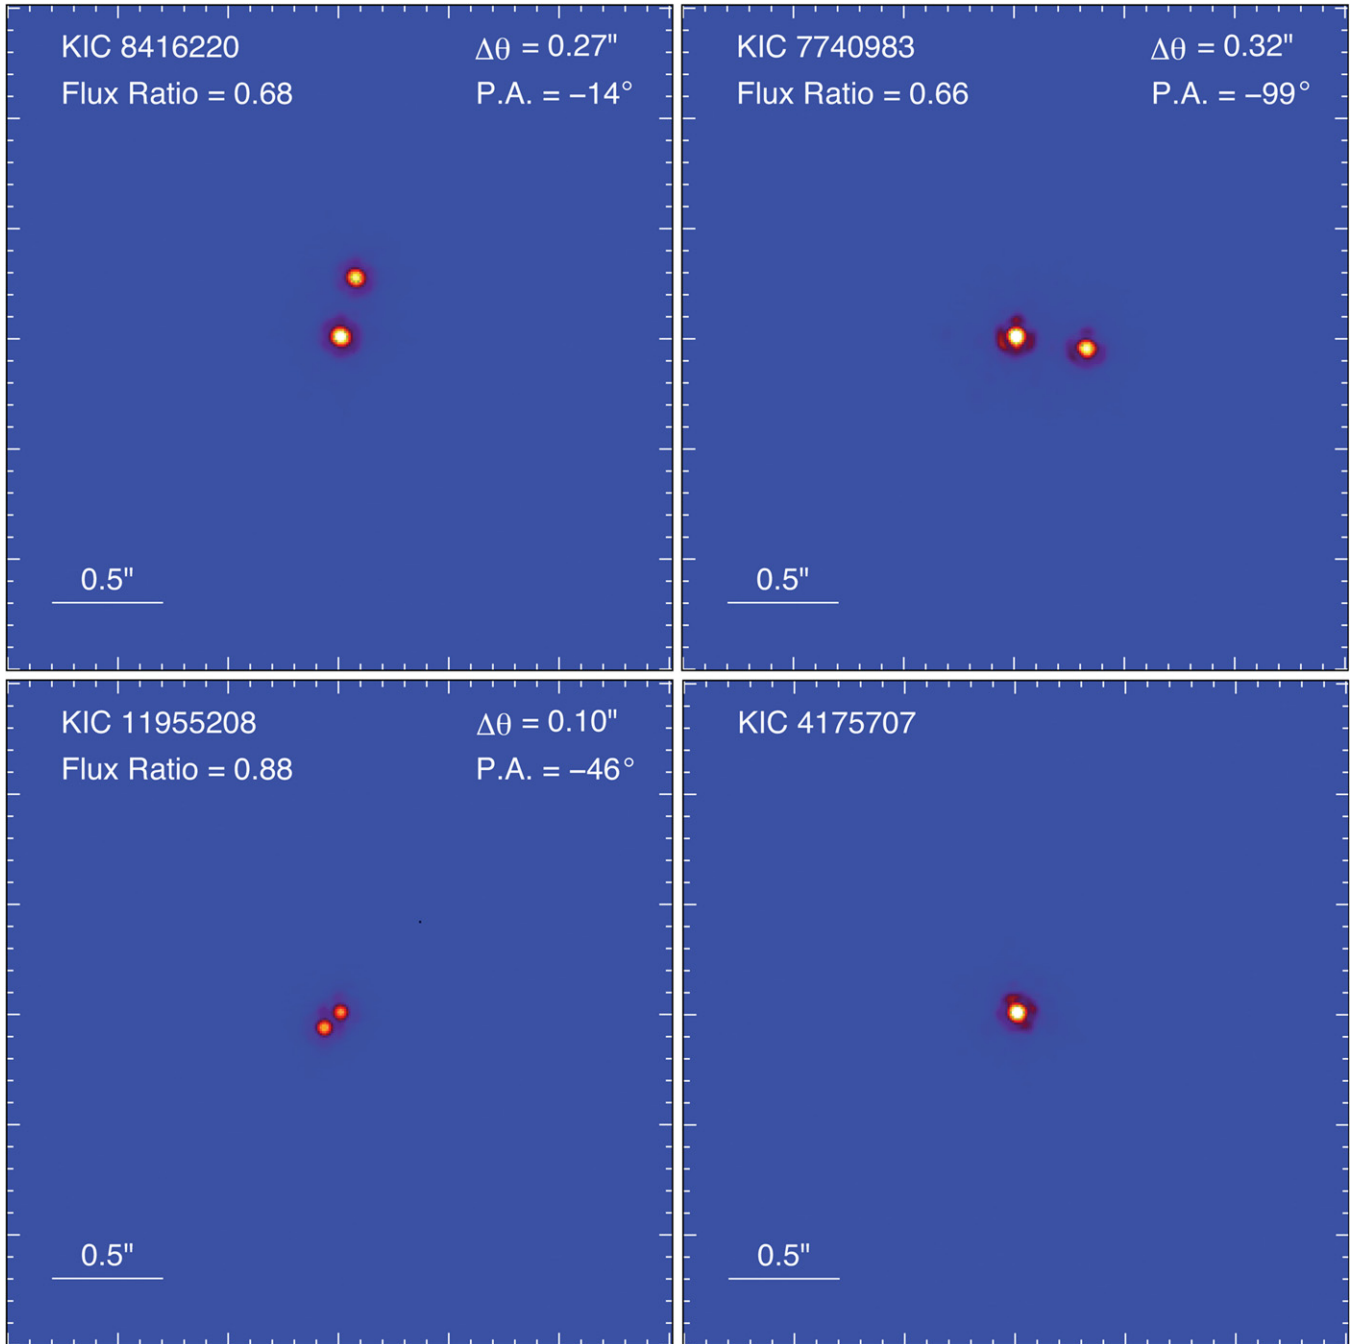 KIC 8416220 Δθ = 0.27"
Flux Ratio = 0.68 P.A. = −14°
0.5"
KIC 7740983 Δθ = 0.32"
Flux Ratio = 0.66 P.A. = −99°
0.5"
KIC 11955208 Δθ = 0.10"
Flux Ratio = 0.88 P.A. = −46°
0.5"
KIC 4175707
0.5"